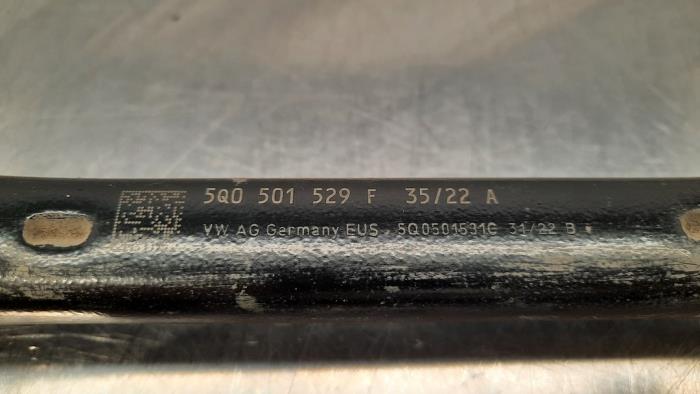 5Q0 501 529 F 35/22 A
VW AG Germany EUS - 5Q0501531C 31/22 B